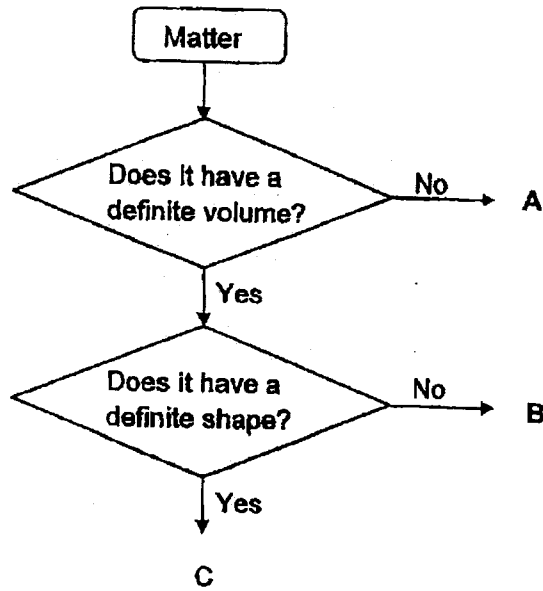 Matter
Does it have a
definite volume?
No
A
Yes
Does it have a
definite shape?
No
B
Yes
C